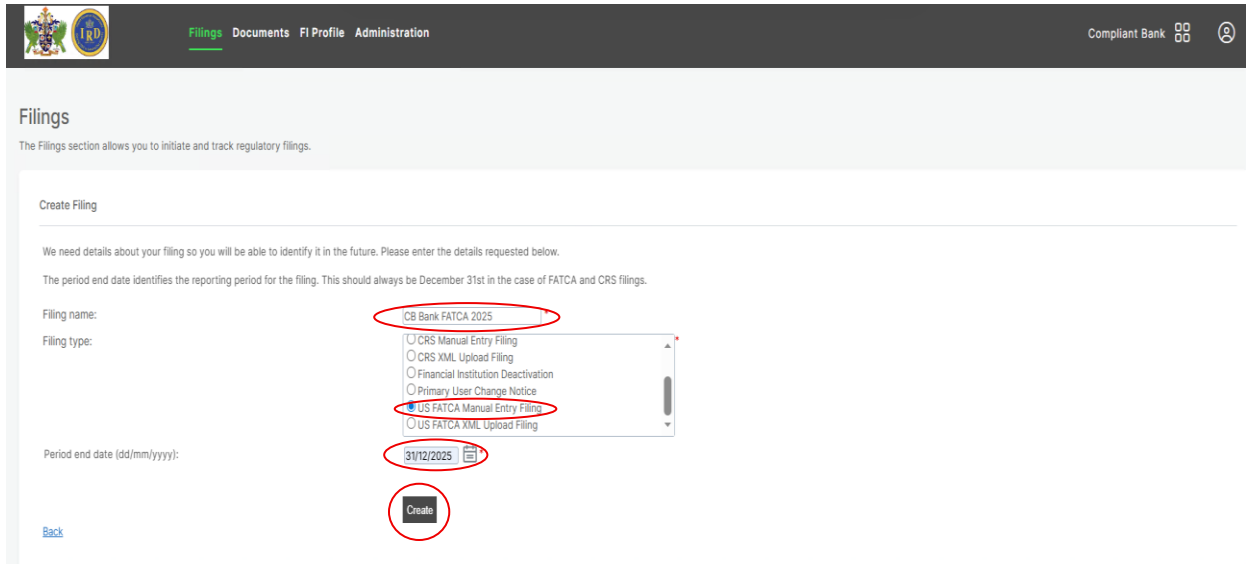 IRD
Filings Documents FI Profile Administration
Compliant Bank
Filings
The Filings section allows you to initiate and track regulatory filings.
Create Filing
We need details about your filing so you will be able to identify it in the future. Please enter the details requested below.
The period end date identifies the reporting period for the filing. This should always be December 31st in the case of FATCA and CRS filings.
Filing name: CB Bank FATCA 2025 *
Filing type:
CRS Manual Entry Filing *
CRS XML Upload Filing
Financial Institution Deactivation
Primary User Change Notice
US FATCA Manual Entry Filing
US FATCA XML Upload Filing
Period end date (dd/mm/yyyy): 31/12/2025 *
Create
Back